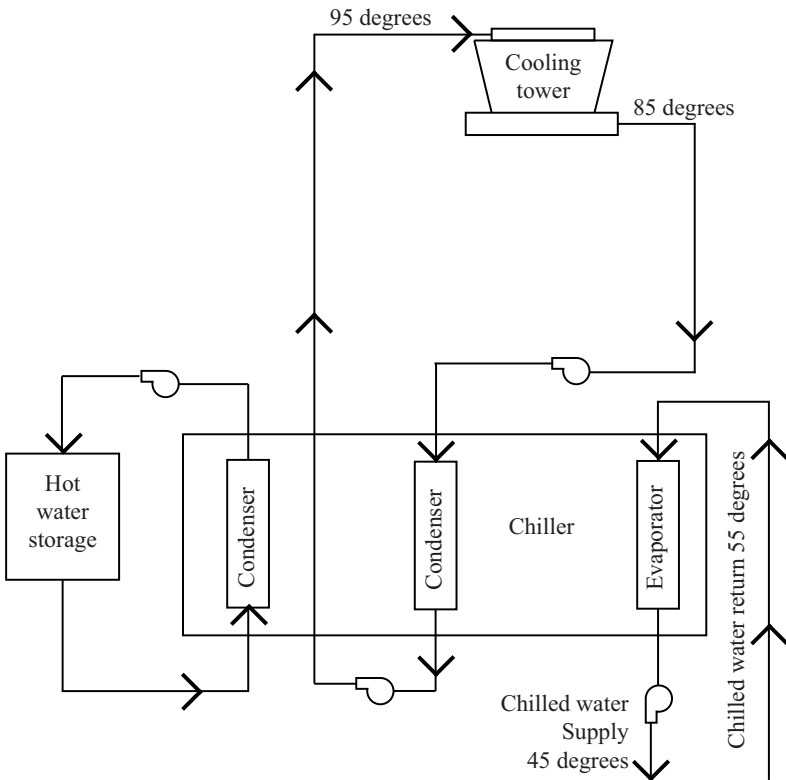 95 degrees
Cooling
tower
85 degrees
Hot
water
storage
Condenser
Condenser
Chiller
Evaporator
Chilled water return 55 degrees
Chilled water
Supply
45 degrees